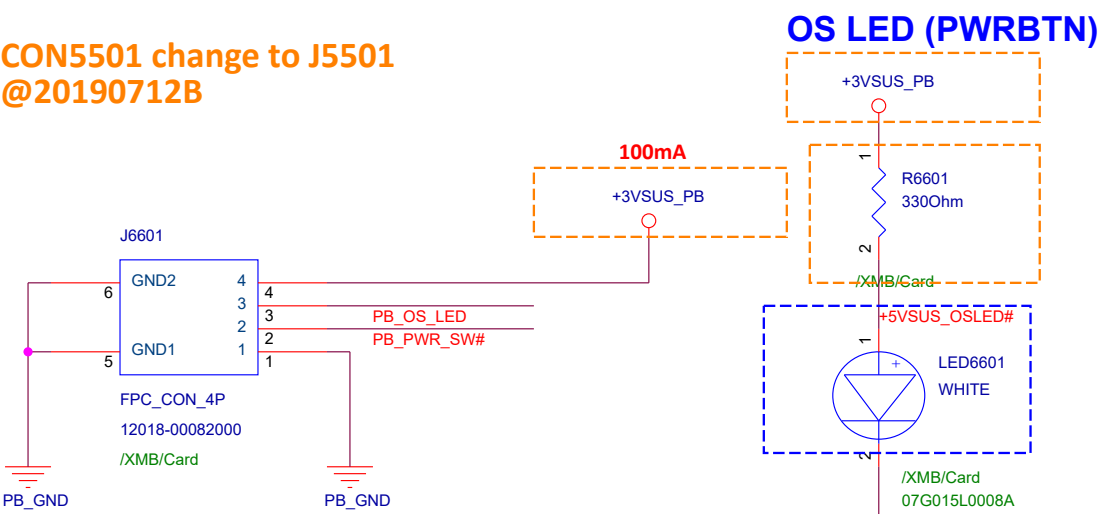 OS LED (PWRBTN)
CON5501 change to J5501
@20190712B
+3VSUS_PB
100mA
+3VSUS_PB
1
R6601
330Ohm
2
/XMB/Card
J6601
6
GND2
4
4
3
3
PB_OS_LED
2
2
PB_PWR_SW#
5
GND1
1
1
FPC_CON_4P
12018-00082000
/XMB/Card
PB_GND
PB_GND
+5VSUS_OSLED#
1
+
LED6601
WHITE
2
/XMB/Card
07G015L0008A